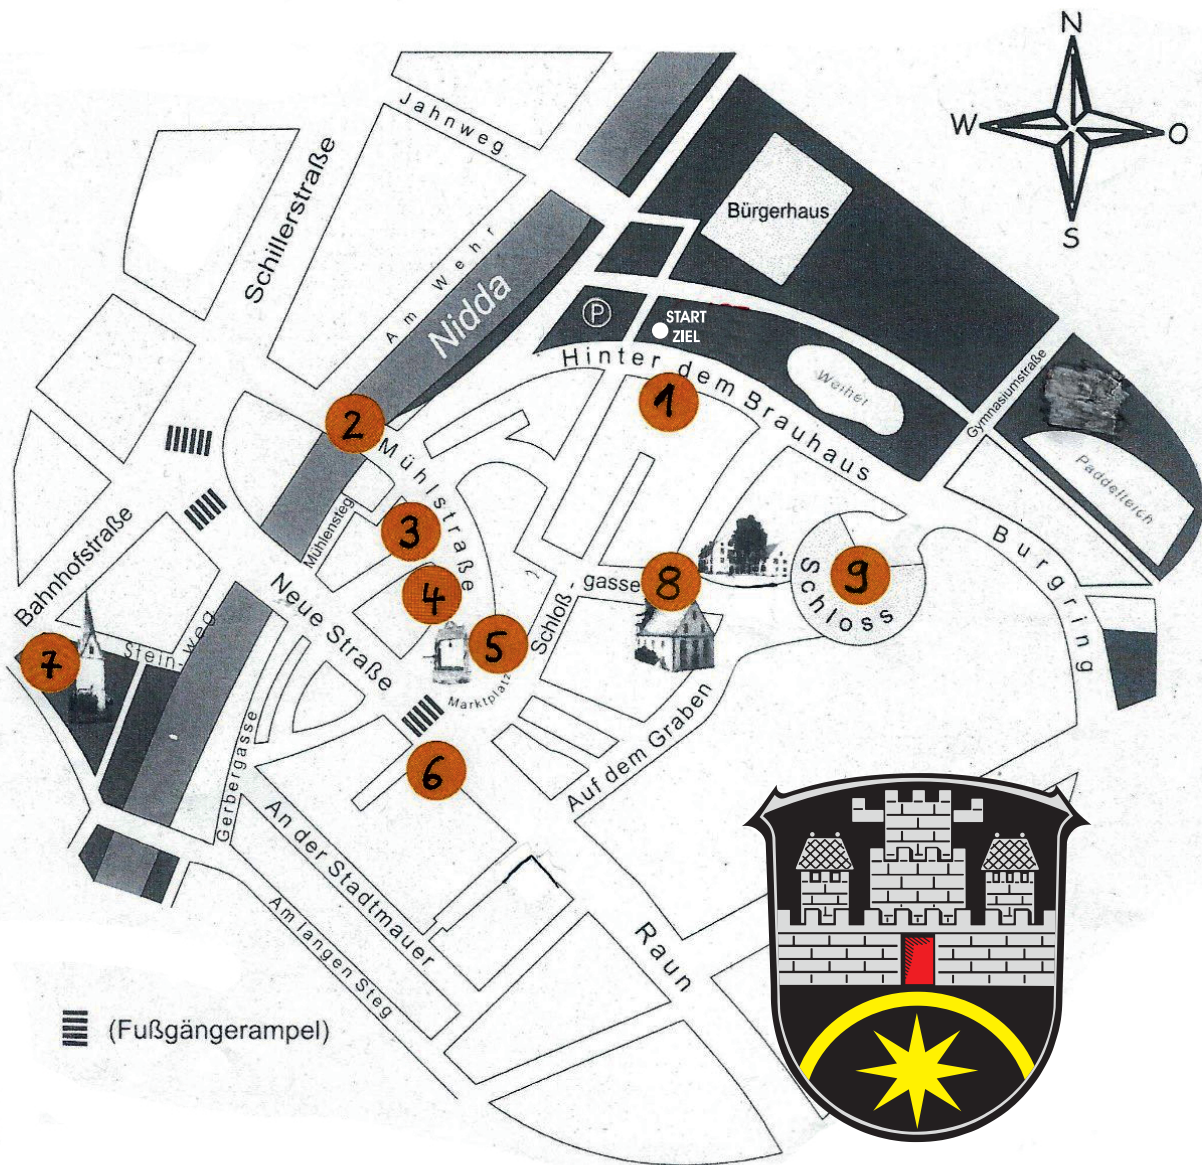 N
W
O
S
Jahnweg
Schillerstraße
Am Wehr
Nidda
Bürgerhaus
P
START
ZIEL
Hinter dem Brauhaus
Weiher
Gymnasiumstraße
Paddelteich
1
2
Mühlstraße
Mühlensteg
3
4
5
Bahnhofstraße
Neue Straße
Schloß-
gasse
8
9
Schloss
Burgring
7
Stein-weg
Marktplatz
6
Gerbergasse
Auf dem Graben
An der Stadtmauer
Am langen Steg
Raun
(Fußgängerampel)